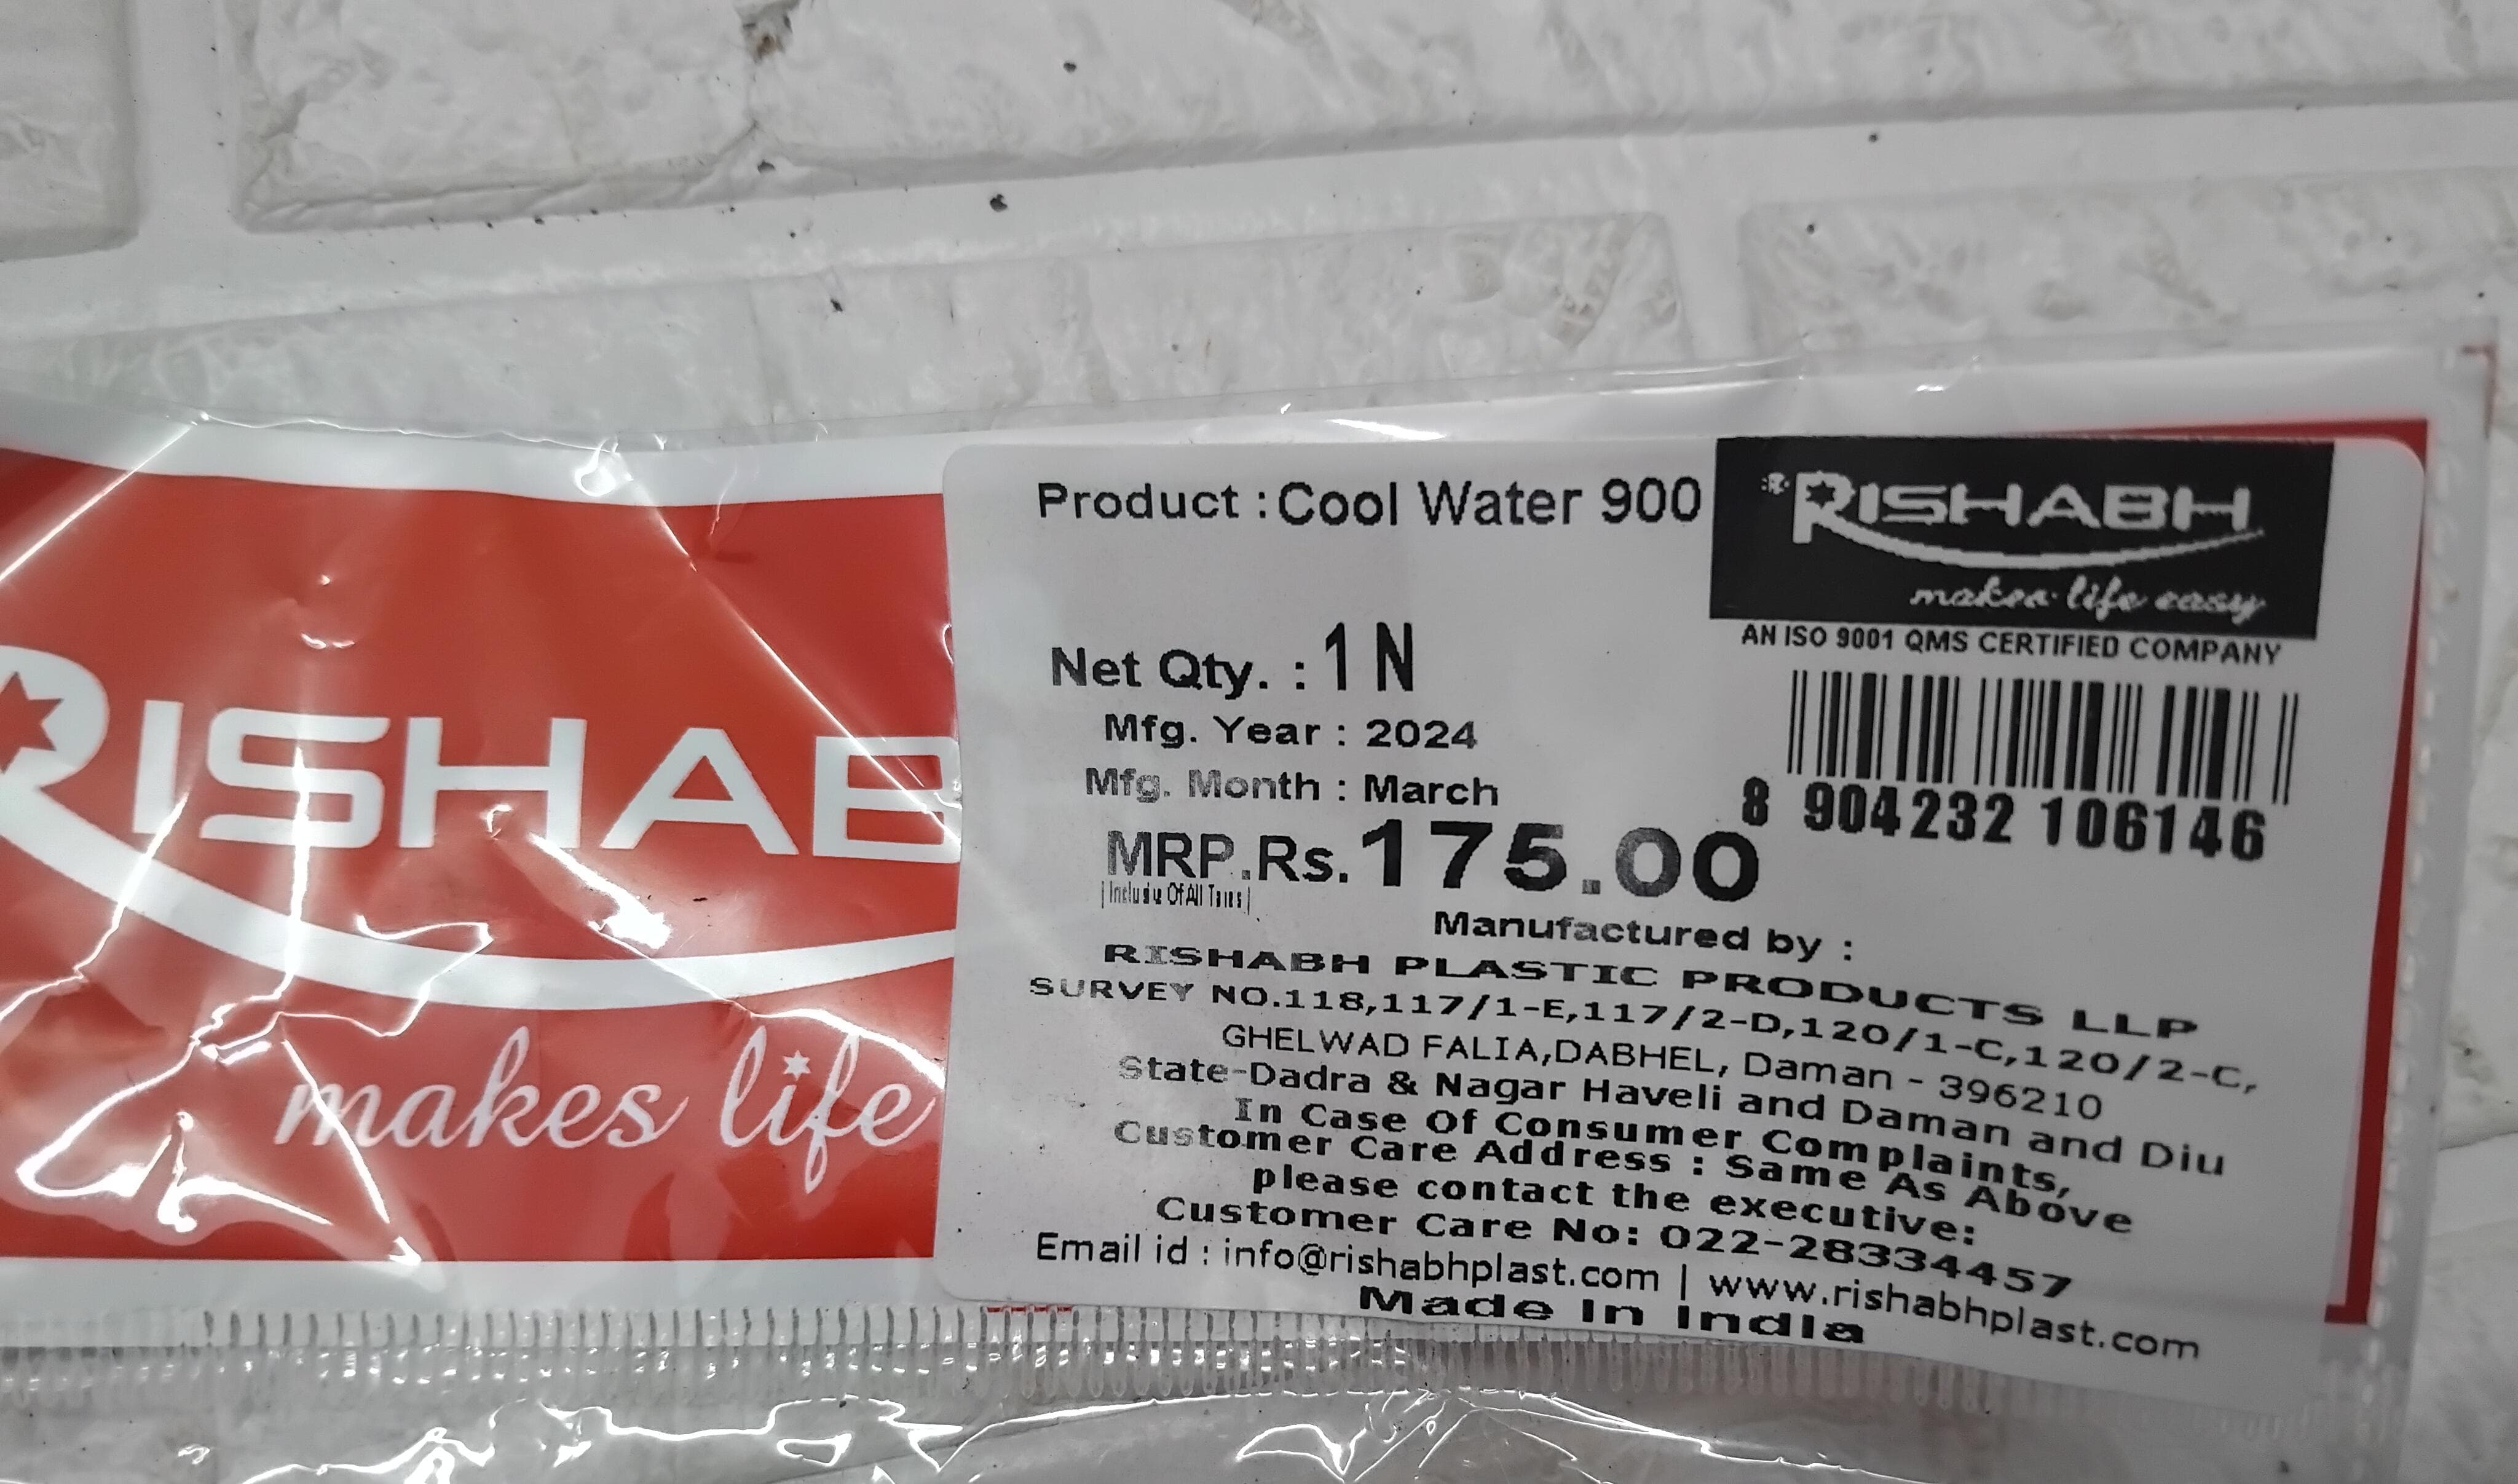 RISHAB
makes life
Product : Cool Water 900
RISHABH
makes life easy
AN ISO 9001 QMS CERTIFIED COMPANY
Net Qty. : 1 N
Mfg. Year : 2024
Mfg. Month : March
8 904232 106146
MRP.Rs.175.00
Manufactured by :
RISHABH PLASTIC PRODUCTS LLP
SURVEY NO.118,117/1-E,117/2-D,120/1-C,120/2-C,
GHELWAD FALIA,DABHEL, Daman - 396210
State-Dadra & Nagar Haveli and Daman and Diu
In Case Of Consumer Complaints,
Customer Care Address : Same As Above
please contact the executive:
Customer Care No: 022-28334457
Email id : info@rishabhplast.com | www.rishabhplast.com
Made In India